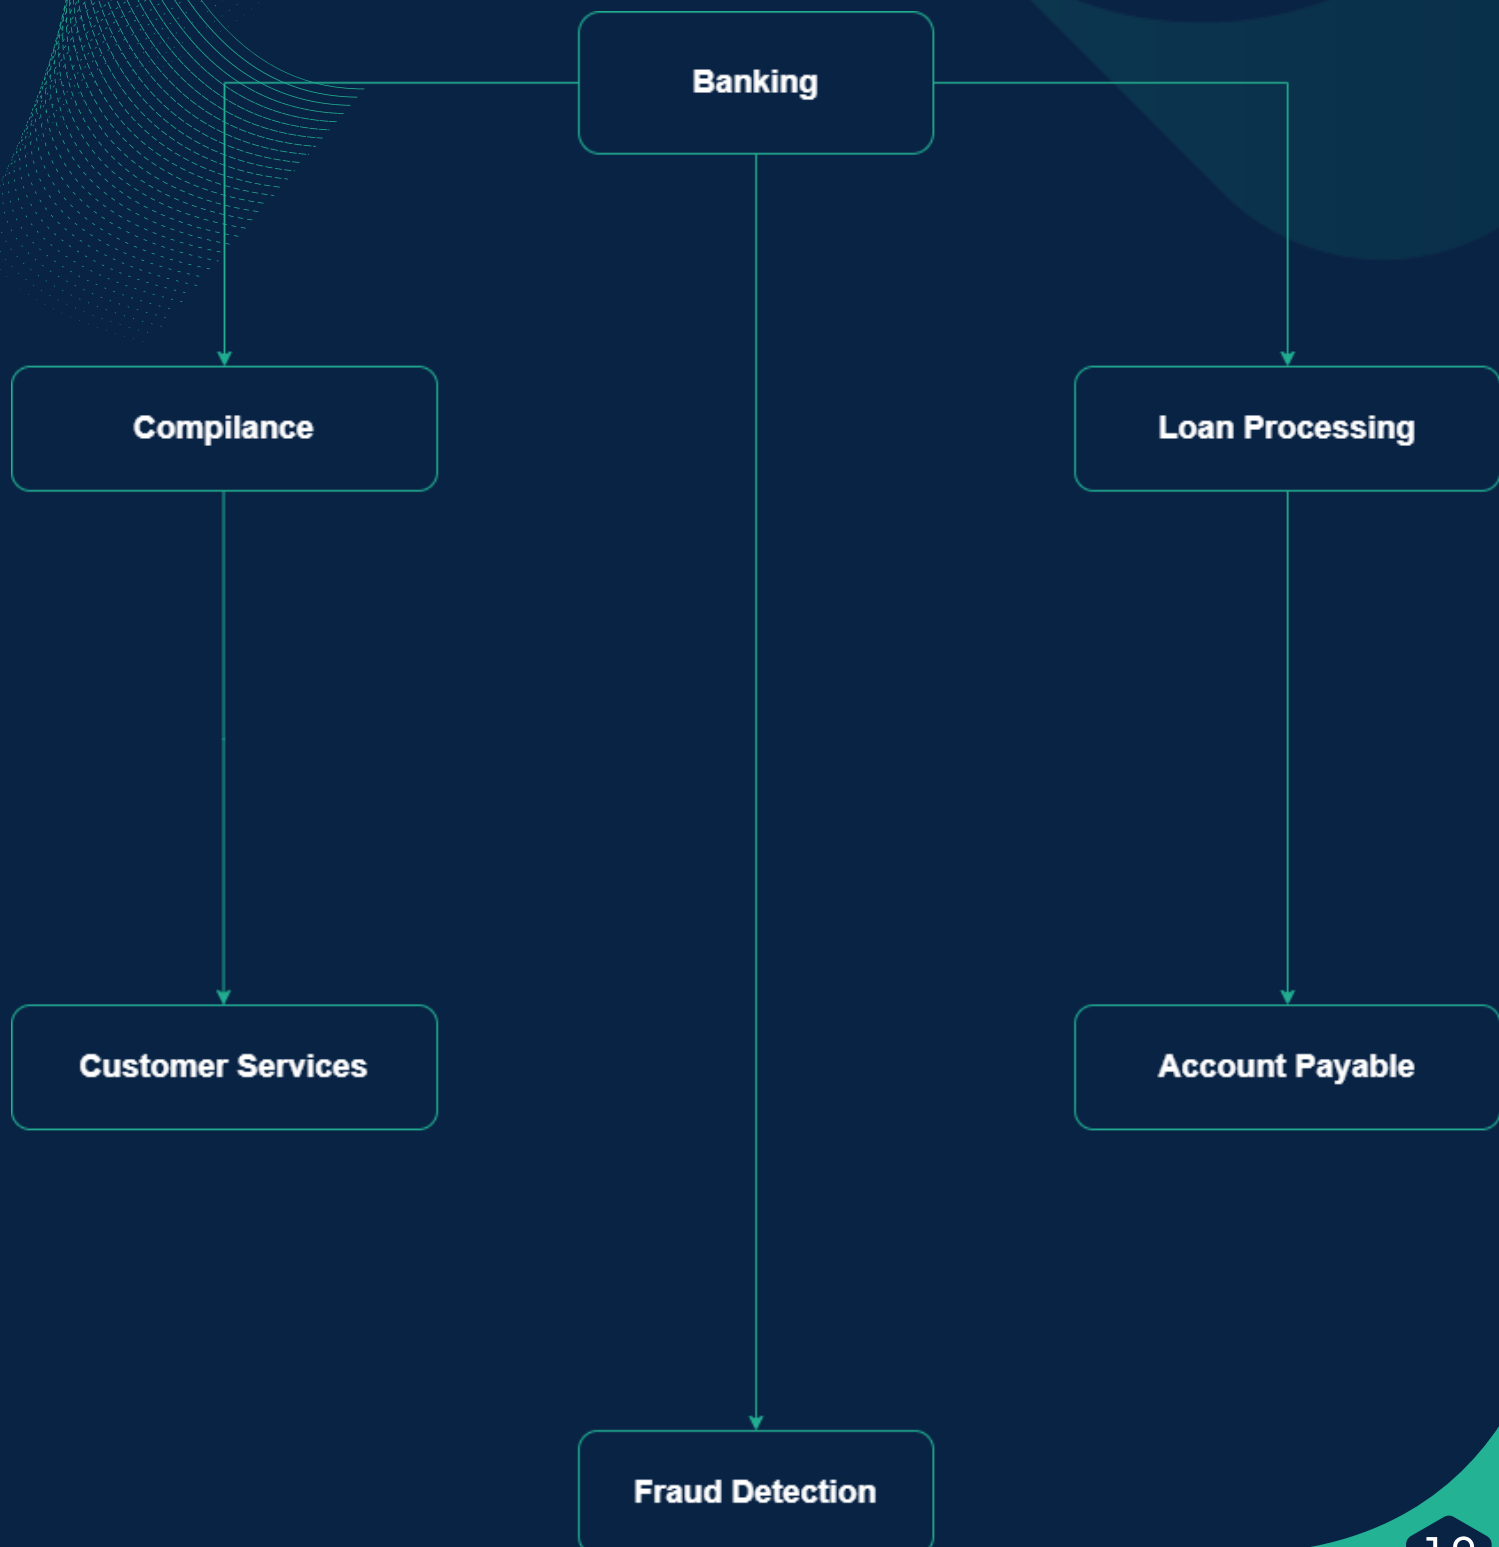 Banking
Compilance
Loan Processing
Customer Services
Account Payable
Fraud Detection